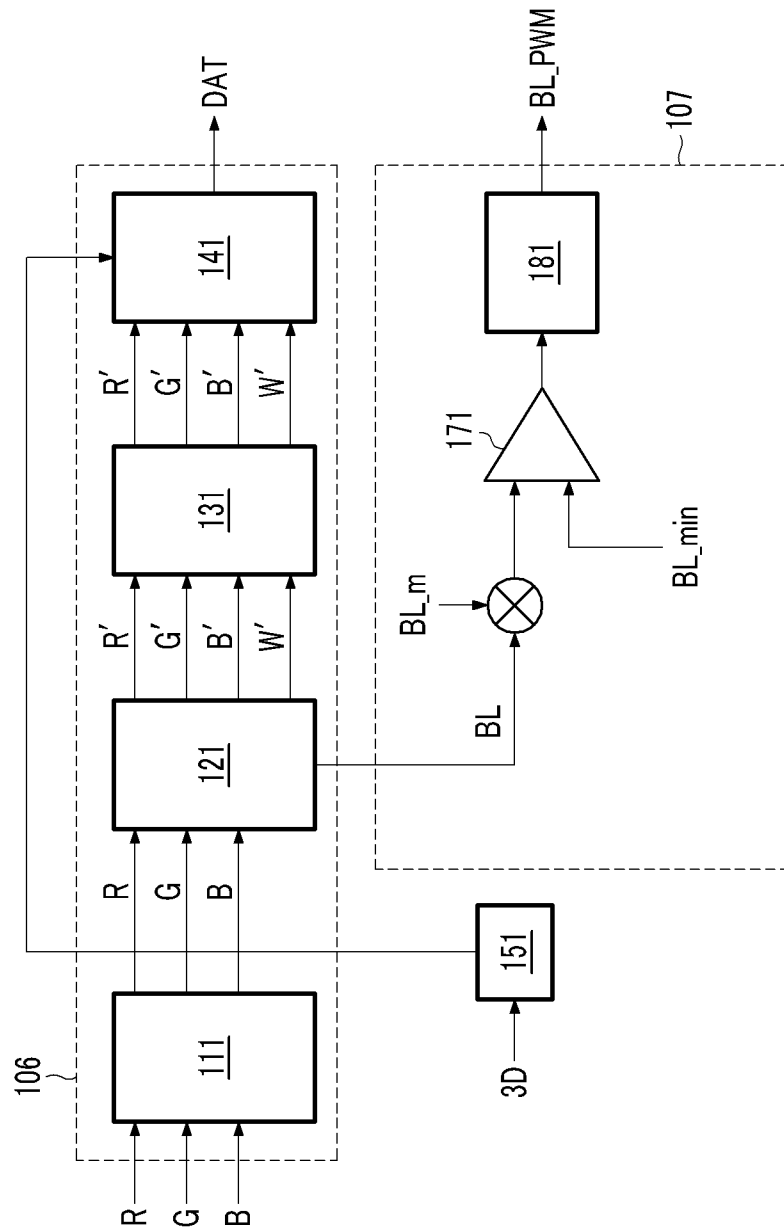 106
R
G
B
111
R
G
B
121
R′
G′
B′
W′
131
R′
G′
B′
W′
141
DAT
3D
151
BL
BL_m
BL_min
171
181
BL_PWM
107